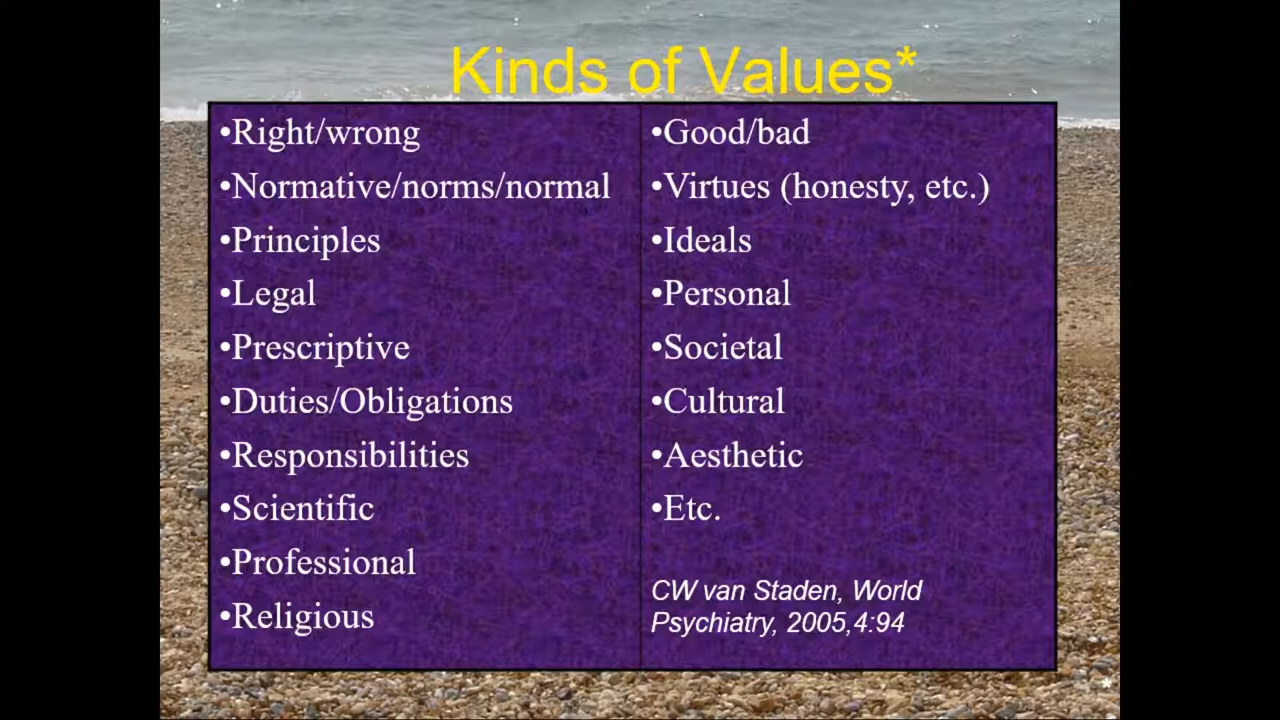 Kinds of Values*
•Right/wrong
•Normative/norms/normal
•Principles
•Legal
•Prescriptive
•Duties/Obligations
•Responsibilities
•Scientific
•Professional
•Religious
•Good/bad
•Virtues (honesty, etc.)
•Ideals
•Personal
•Societal
•Cultural
•Aesthetic
•Etc.
CW van Staden, World
Psychiatry, 2005,4:94
*